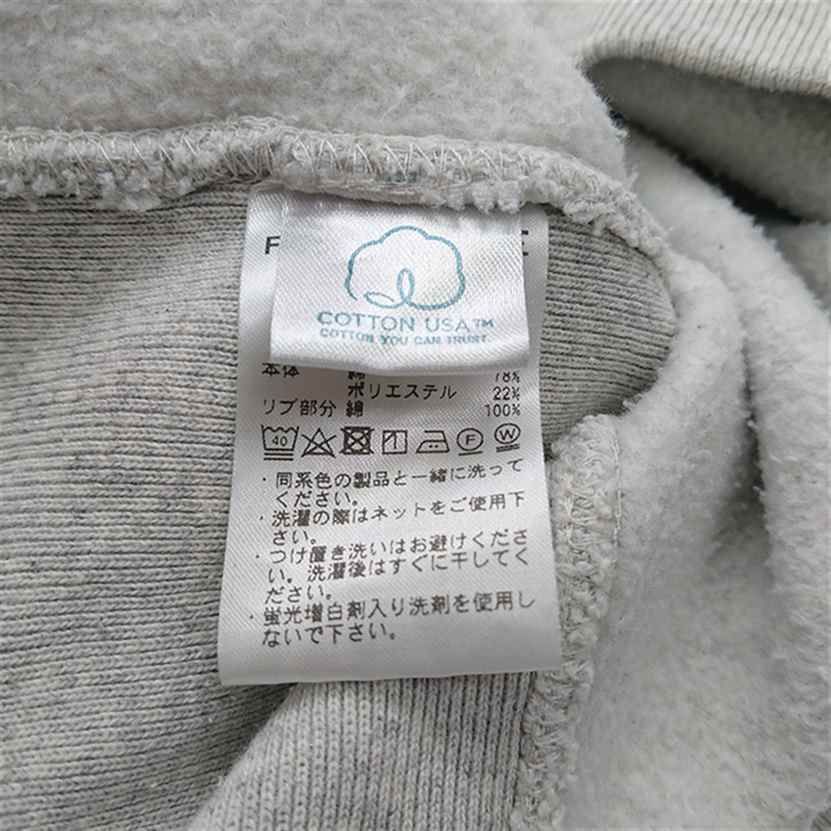 F E
COTTON USA™
COTTON YOU CAN TRUST.
本体 綿 78%
ポリエステル 22%
リブ部分 綿 100%
40 F W
・同系色の製品と一緒に洗って
ください。
・洗濯の際はネットをご使用下
さい。
・つけ置き洗いはお避けくださ
い。洗濯後はすぐに干してく
ださい。
・蛍光増白剤入り洗剤を使用し
ないで下さい。